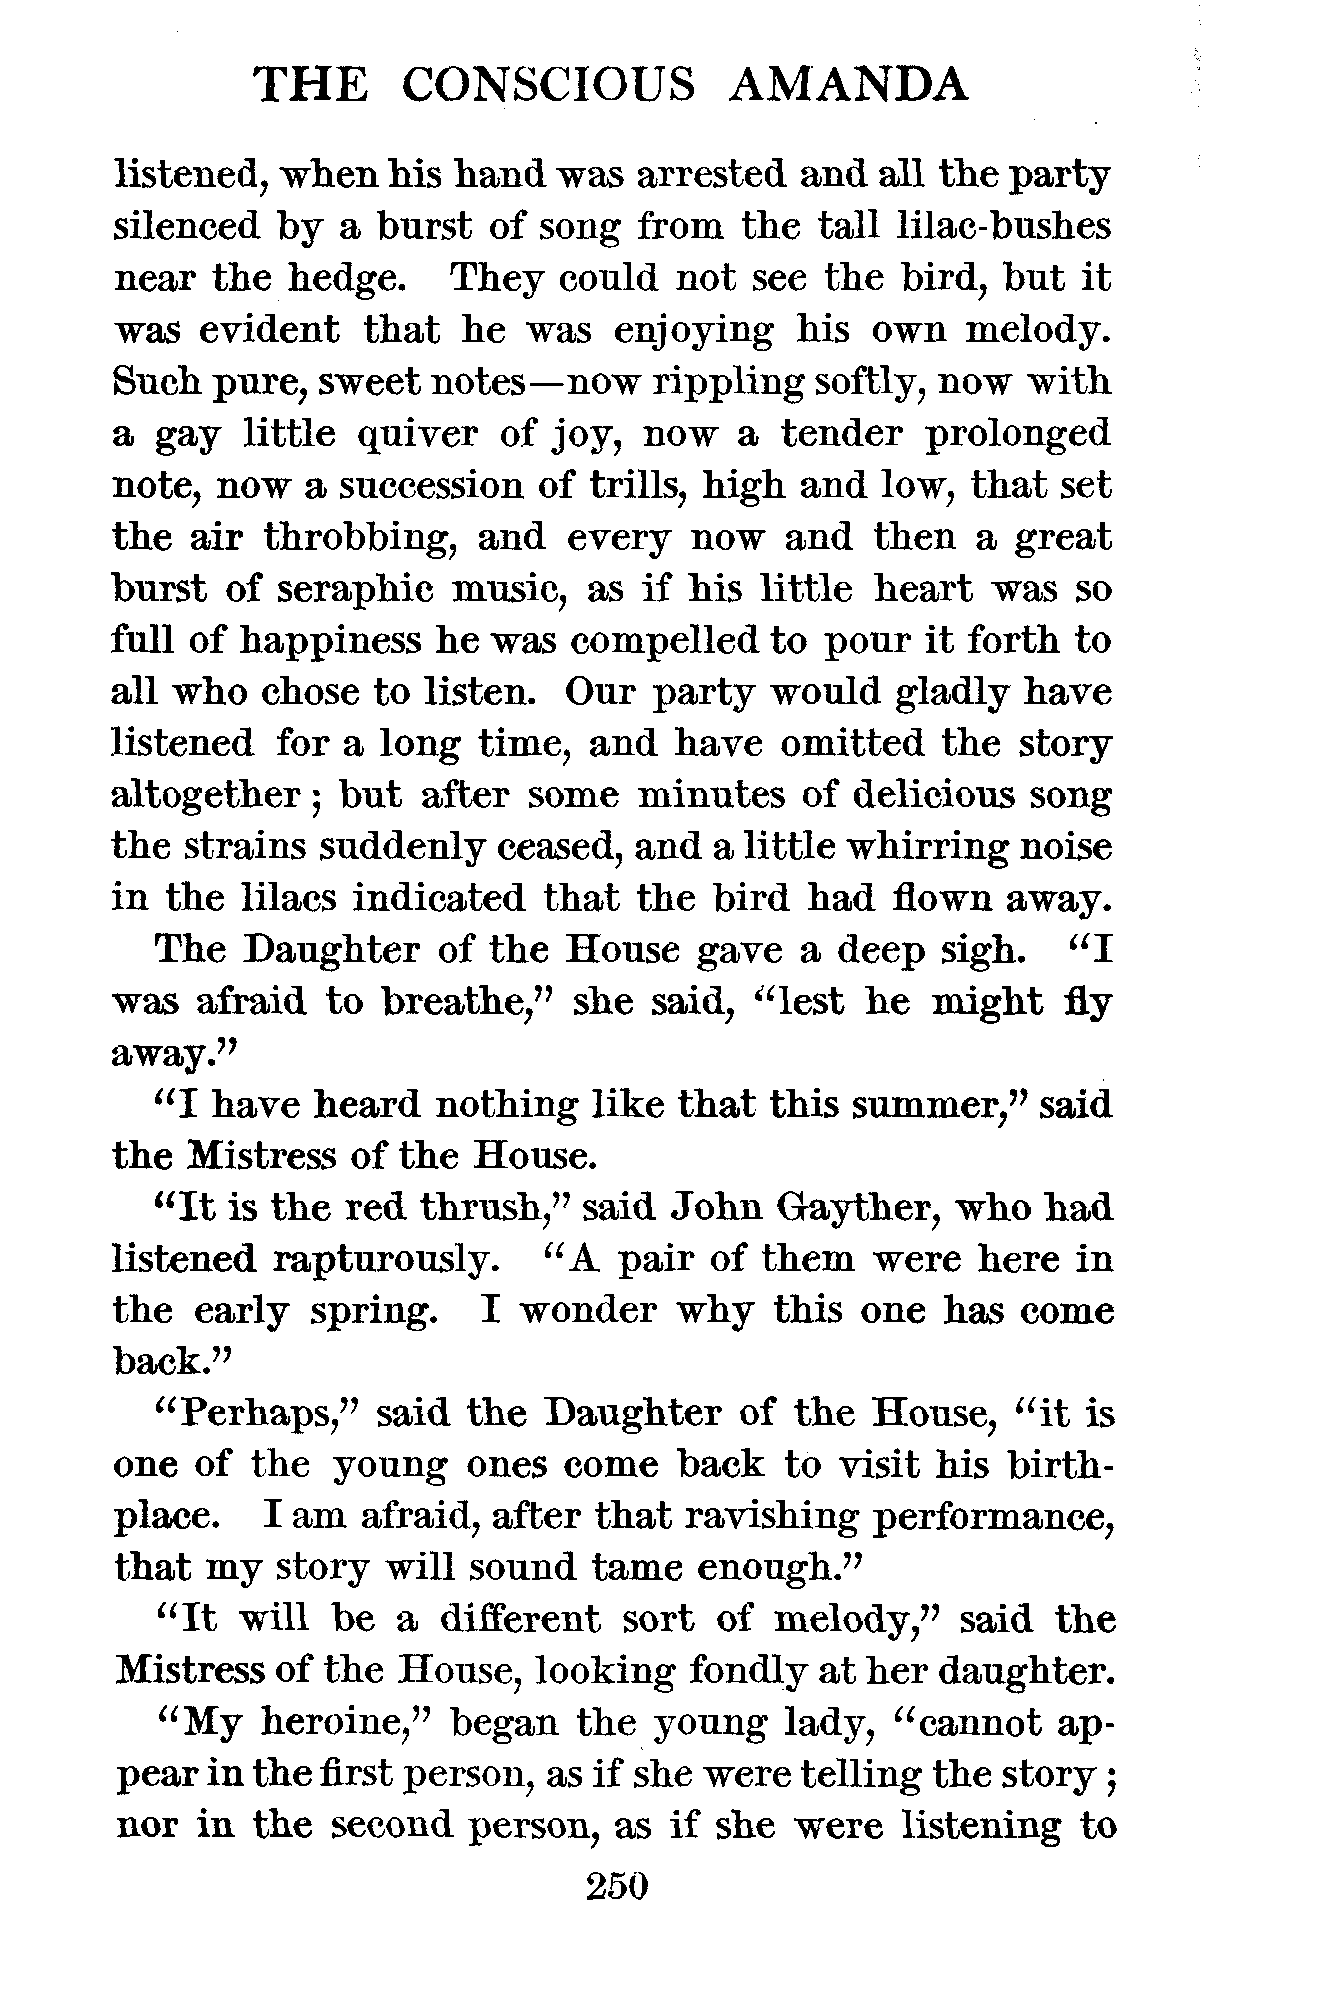 THE CONSCIOUS AMANDA
listened, when his hand was arrested and all the party
silenced by a burst of song from the tall lilac-bushes
near the hedge. They could not see the bird, but it
was evident that he was enjoying his own melody.
Such pure, sweet notes—now rippling softly, now with
a gay little quiver of joy, now a tender prolonged
note, now a succession of trills, high and low, that set
the air throbbing, and every now and then a great
burst of seraphic music, as if his little heart was so
full of happiness he was compelled to pour it forth to
all who chose to listen. Our party would gladly have
listened for a long time, and have omitted the story
altogether; but after some minutes of delicious song
the strains suddenly ceased, and a little whirring noise
in the lilacs indicated that the bird had flown away.
The Daughter of the House gave a deep sigh. “I
was afraid to breathe,” she said, “lest he might fly
away.”
“I have heard nothing like that this summer,” said
the Mistress of the House.
“It is the red thrush,” said John Gayther, who had
listened rapturously. “A pair of them were here in
the early spring. I wonder why this one has come
back.”
“Perhaps,” said the Daughter of the House, “it is
one of the young ones come back to visit his birth-
place. I am afraid, after that ravishing performance,
that my story will sound tame enough.”
“It will be a different sort of melody,” said the
Mistress of the House, looking fondly at her daughter.
“My heroine,” began the young lady, “cannot ap-
pear in the first person, as if she were telling the story;
nor in the second person, as if she were listening to
250